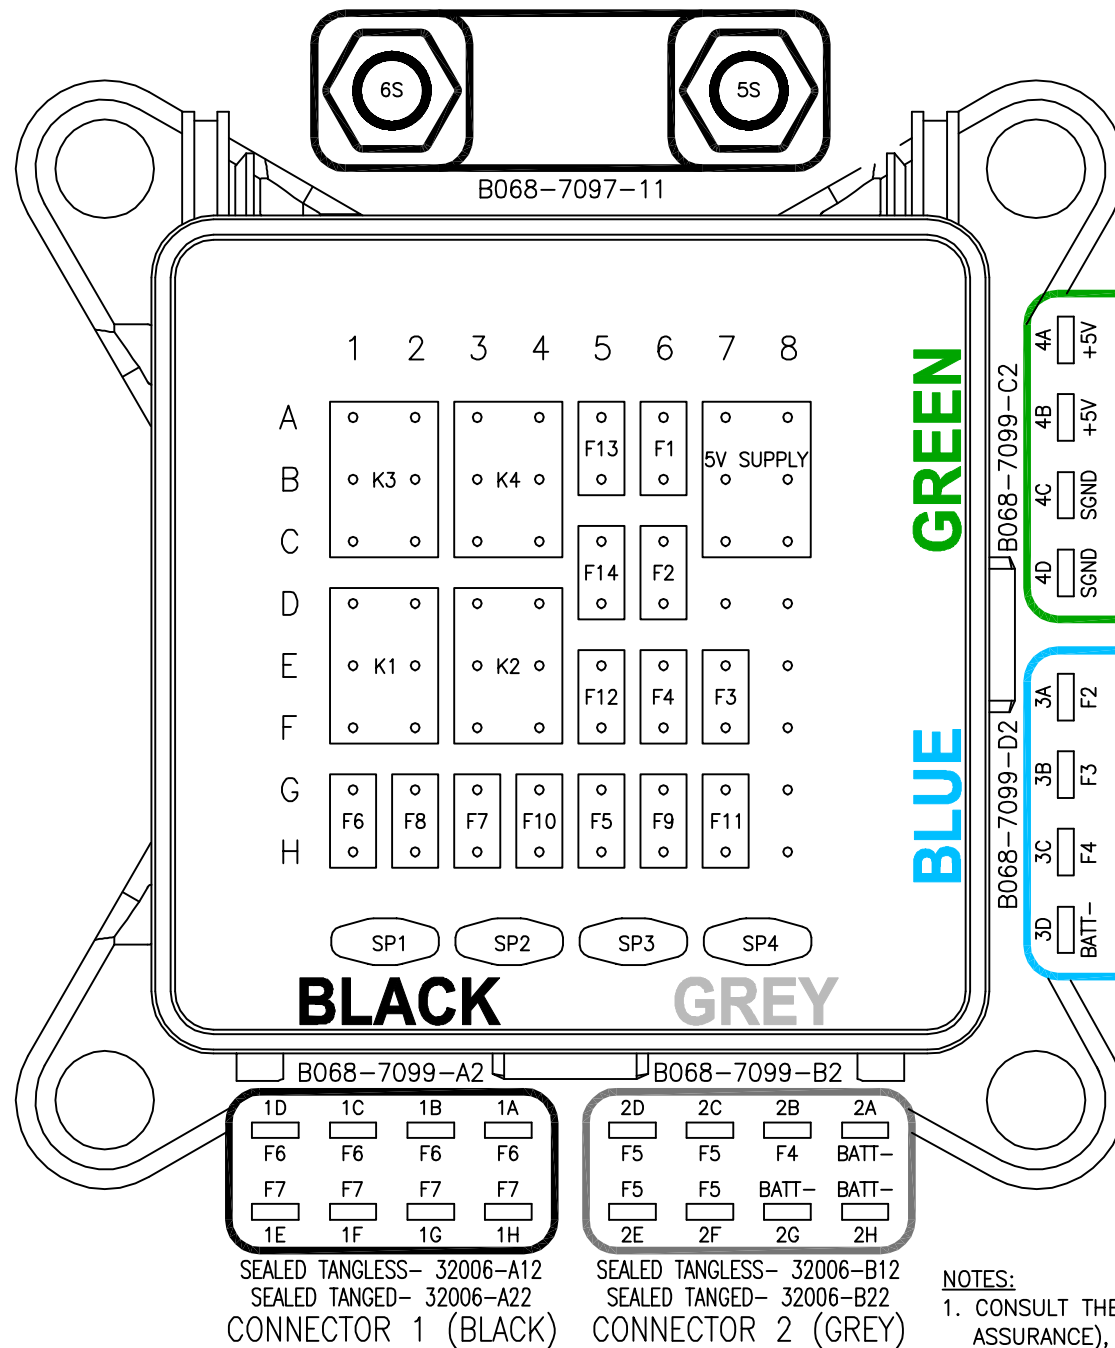 6S 5S
B068-7097-11
1 2 3 4 5 6 7 8
A
B
C
D
E
F
G
H
F13 F1
5V SUPPLY
K3 K4
F14 F2
K1 K2 F12 F4 F3
F6 F8 F7 F10 F5 F9 F11
SP1 SP2 SP3 SP4
BLACK GREY
GREEN
BLUE
B068-7099-C2
B068-7099-D2
4A +5V
4B +5V
4C SGND
4D SGND
3A F2
3B F3
3C F4
3D BATT-
B068-7099-A2 B068-7099-B2
1D 1C 1B 1A
F6 F6 F6 F6
F7 F7 F7 F7
1E 1F 1G 1H
2D 2C 2B 2A
F5 F5 F4 BATT-
F5 F5 BATT- BATT-
2E 2F 2G 2H
SEALED TANGLESS- 32006-A12
SEALED TANGED- 32006-A22
CONNECTOR 1 (BLACK)
SEALED TANGLESS- 32006-B12
SEALED TANGED- 32006-B22
CONNECTOR 2 (GREY)
NOTES:
1. CONSULT THE
ASSURANCE),